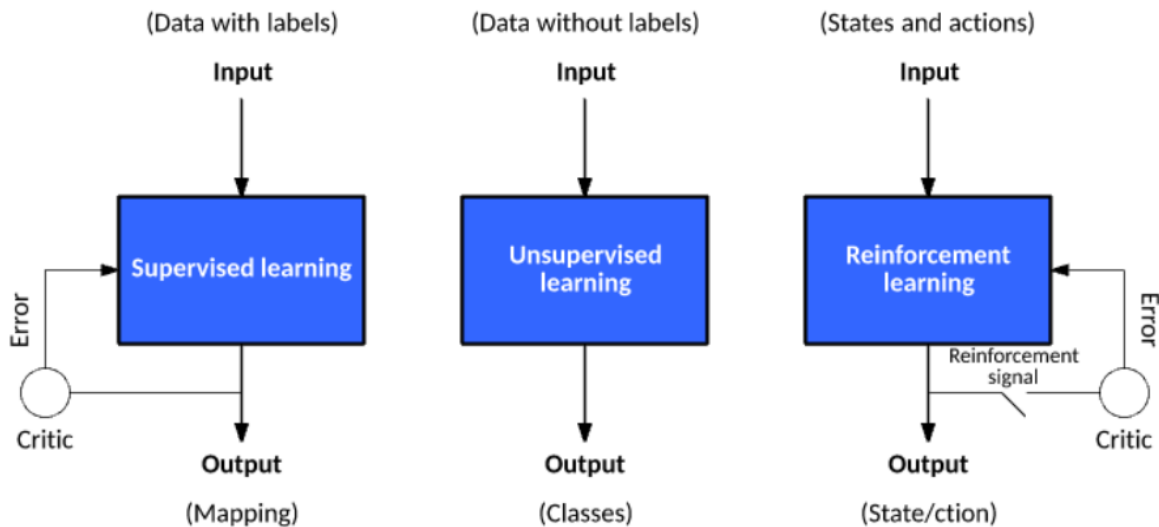 (Data with labels)
Input
Supervised learning
Error
Critic
Output
(Mapping)
(Data without labels)
Input
Unsupervised
learning
Output
(Classes)
(States and actions)
Input
Reinforcement
learning
Error
Reinforcement
signal
Critic
Output
(State/ction)